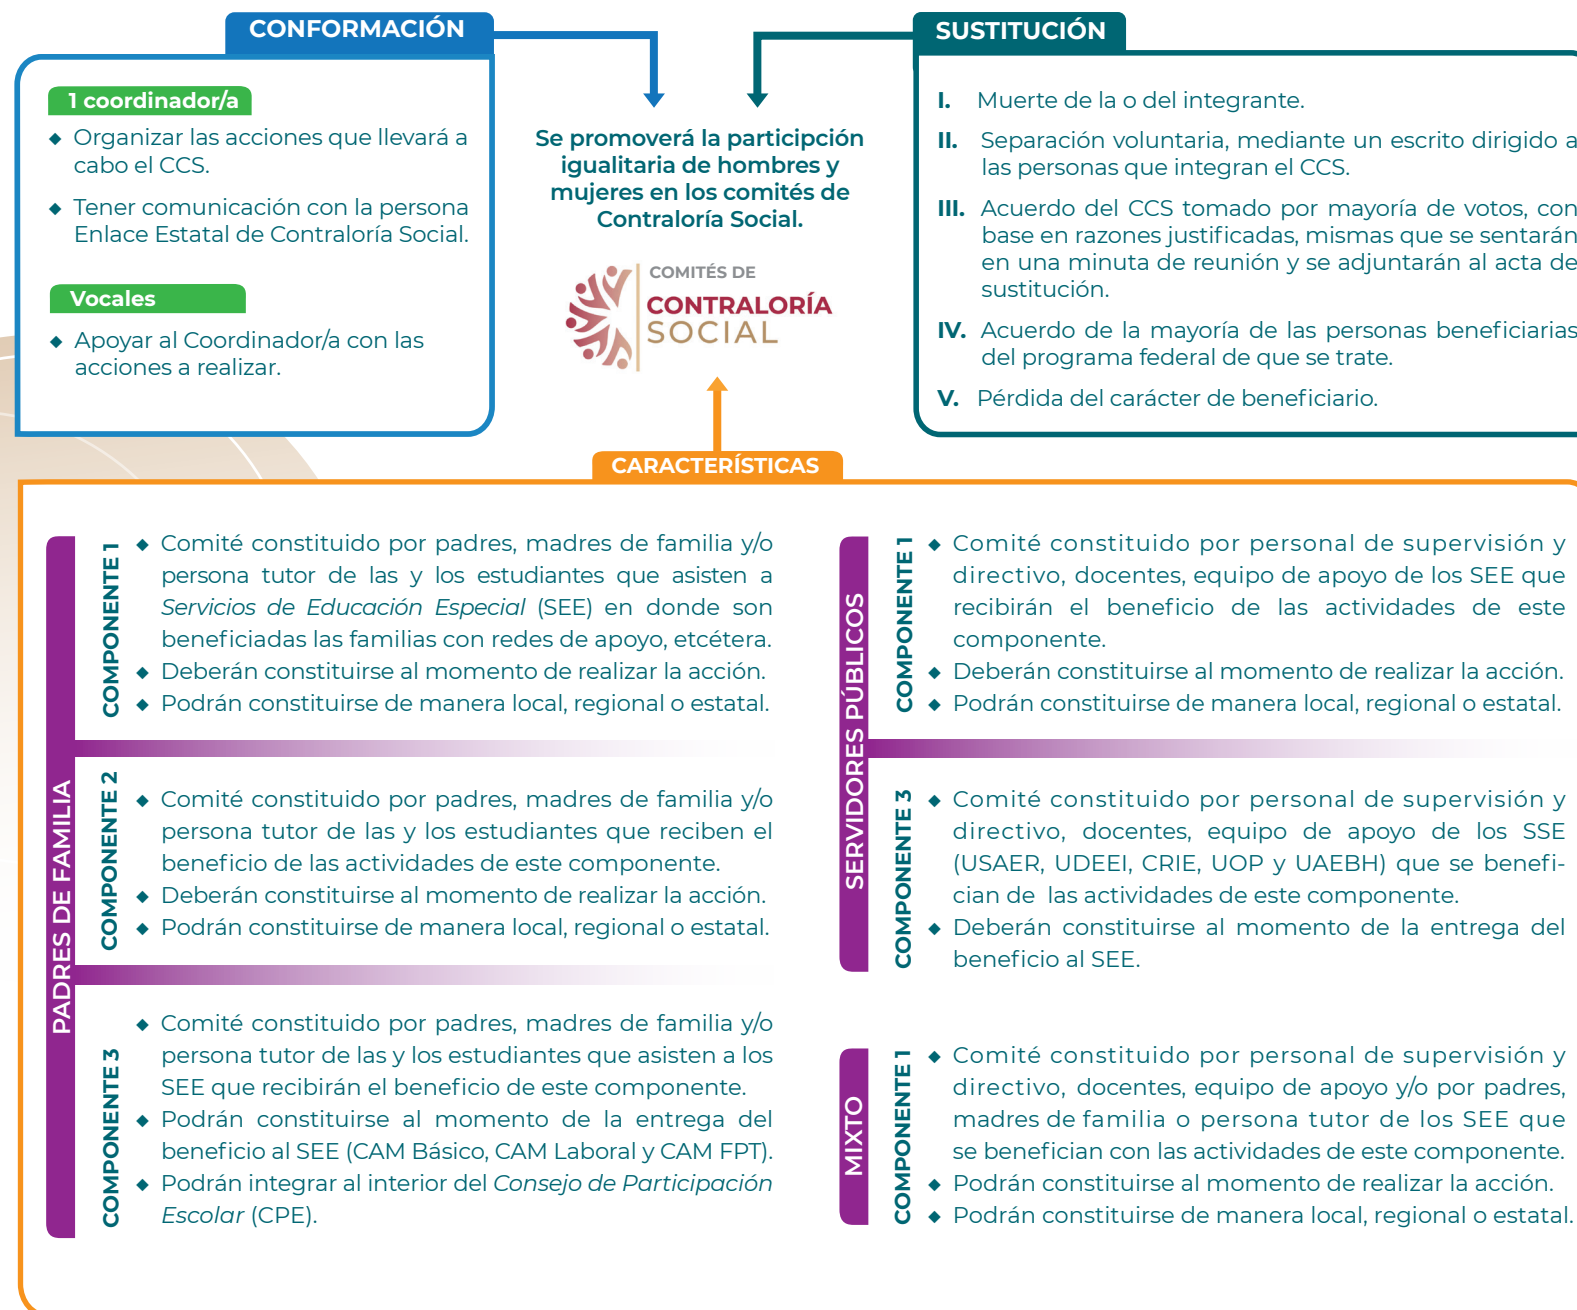 CONFORMACIÓN
1 coordinador/a
◆ Organizar las acciones que llevará a
cabo el CCS.
◆ Tener comunicación con la persona
Enlace Estatal de Contraloría Social.
Vocales
◆ Apoyar al Coordinador/a con las
acciones a realizar.
Se promoverá la participción
igualitaria de hombres y
mujeres en los comités de
Contraloría Social.
COMITÉS DE
CONTRALORÍA
SOCIAL
SUSTITUCIÓN
I. Muerte de la o del integrante.
II. Separación voluntaria, mediante un escrito dirigido a
las personas que integran el CCS.
III. Acuerdo del CCS tomado por mayoría de votos, con
base en razones justificadas, mismas que se sentarán
en una minuta de reunión y se adjuntarán al acta de
sustitución.
IV. Acuerdo de la mayoría de las personas beneficiarias
del programa federal de que se trate.
V. Pérdida del carácter de beneficiario.
CARACTERÍSTICAS
PADRES DE FAMILIA
COMPONENTE 1
◆ Comité constituido por padres, madres de familia y/o
persona tutor de las y los estudiantes que asisten a
Servicios de Educación Especial (SEE) en donde son
beneficiadas las familias con redes de apoyo, etcétera.
◆ Deberán constituirse al momento de realizar la acción.
◆ Podrán constituirse de manera local, regional o estatal.
COMPONENTE 2
◆ Comité constituido por padres, madres de familia y/o
persona tutor de las y los estudiantes que reciben el
beneficio de las actividades de este componente.
◆ Deberán constituirse al momento de realizar la acción.
◆ Podrán constituirse de manera local, regional o estatal.
COMPONENTE 3
◆ Comité constituido por padres, madres de familia y/o
persona tutor de las y los estudiantes que asisten a los
SEE que recibirán el beneficio de este componente.
◆ Podrán constituirse al momento de la entrega del
beneficio al SEE (CAM Básico, CAM Laboral y CAM FPT).
◆ Podrán integrar al interior del Consejo de Participación
Escolar (CPE).
SERVIDORES PÚBLICOS
COMPONENTE 1
◆ Comité constituido por personal de supervisión y
directivo, docentes, equipo de apoyo de los SEE que
recibirán el beneficio de las actividades de este
componente.
◆ Deberán constituirse al momento de realizar la acción.
◆ Podrán constituirse de manera local, regional o estatal.
COMPONENTE 3
◆ Comité constituido por personal de supervisión y
directivo, docentes, equipo de apoyo de los SSE
(USAER, UDEEI, CRIE, UOP y UAEBH) que se benefi-
cian de las actividades de este componente.
◆ Deberán constituirse al momento de la entrega del
beneficio al SEE.
MIXTO
COMPONENTE 1
◆ Comité constituido por personal de supervisión y
directivo, docentes, equipo de apoyo y/o por padres,
madres de familia o persona tutor de los SEE que
se benefician con las actividades de este componente.
◆ Podrán constituirse al momento de realizar la acción.
◆ Podrán constituirse de manera local, regional o estatal.